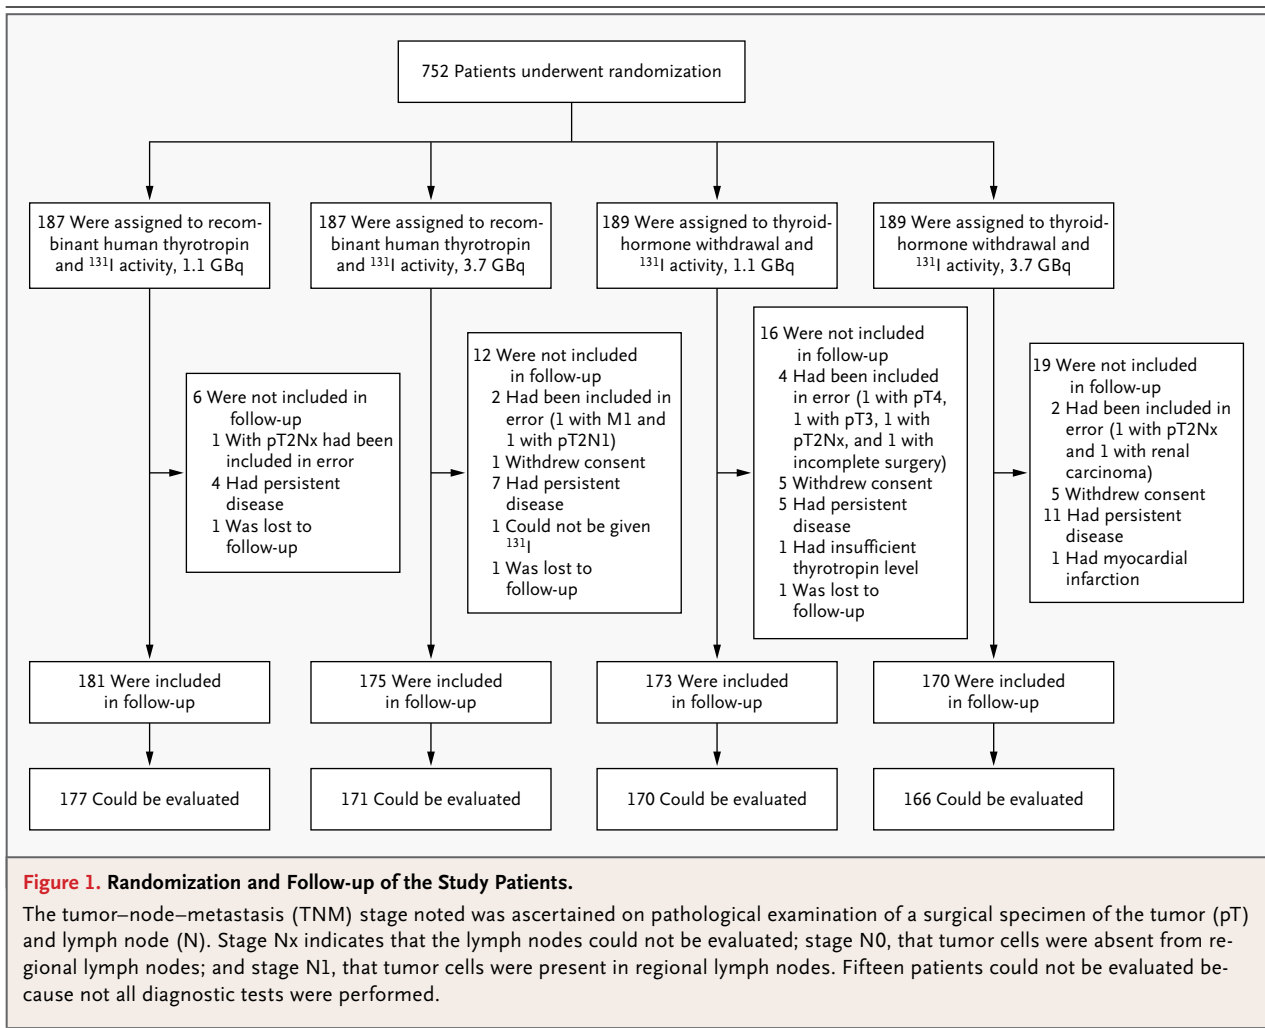 752 Patients underwent randomization
187 Were assigned to recom-
binant human thyrotropin
and ¹³¹I activity, 1.1 GBq
187 Were assigned to recom-
binant human thyrotropin
and ¹³¹I activity, 3.7 GBq
189 Were assigned to thyroid-
hormone withdrawal and
¹³¹I activity, 1.1 GBq
189 Were assigned to thyroid-
hormone withdrawal and
¹³¹I activity, 3.7 GBq
6 Were not included in
follow-up
1 With pT2Nx had been
included in error
4 Had persistent
disease
1 Was lost to
follow-up
12 Were not included
in follow-up
2 Had been included in
error (1 with M1 and
1 with pT2N1)
1 Withdrew consent
7 Had persistent
disease
1 Could not be given
¹³¹I
1 Was lost to
follow-up
16 Were not included
in follow-up
4 Had been included
in error (1 with pT4,
1 with pT3, 1 with
pT2Nx, and 1 with
incomplete surgery)
5 Withdrew consent
5 Had persistent
disease
1 Had insufficient
thyrotropin level
1 Was lost to
follow-up
19 Were not included
in follow-up
2 Had been included in
error (1 with pT2Nx
and 1 with renal
carcinoma)
5 Withdrew consent
11 Had persistent
disease
1 Had myocardial
infarction
181 Were included
in follow-up
175 Were included
in follow-up
173 Were included
in follow-up
170 Were included
in follow-up
177 Could be evaluated
171 Could be evaluated
170 Could be evaluated
166 Could be evaluated
Figure 1. Randomization and Follow-up of the Study Patients.
The tumor–node–metastasis (TNM) stage noted was ascertained on pathological examination of a surgical specimen of the tumor (pT)
and lymph node (N). Stage Nx indicates that the lymph nodes could not be evaluated; stage N0, that tumor cells were absent from re-
gional lymph nodes; and stage N1, that tumor cells were present in regional lymph nodes. Fifteen patients could not be evaluated be-
cause not all diagnostic tests were performed.